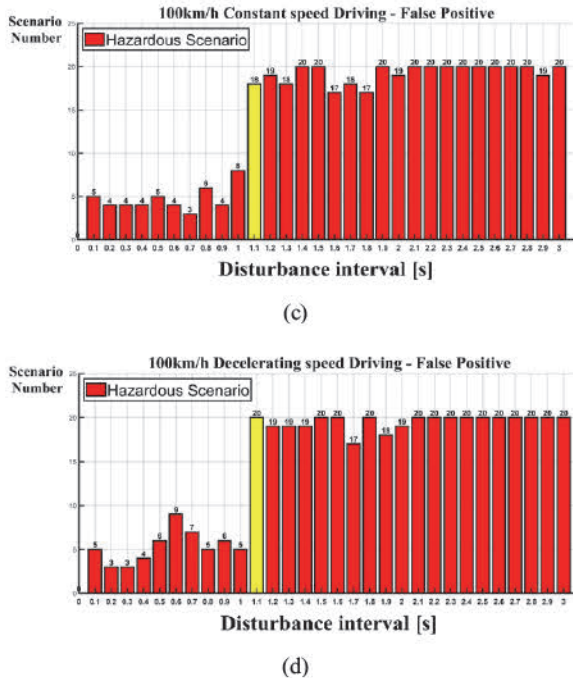 100km/h Constant speed Driving - False Positive
Scenario
Number
Hazardous Scenario
25
20
15
10
5
0
5 4 4 4 5 4 3 6 4 8 18 19 18 20 20 17 18 17 20 19 20 20 20 20 20 20 20 20 19 20
0 0.1 0.2 0.3 0.4 0.5 0.6 0.7 0.8 0.9 1 1.1 1.2 1.3 1.4 1.5 1.6 1.7 1.8 1.9 2 2.1 2.2 2.3 2.4 2.5 2.6 2.7 2.8 2.9 3
Disturbance interval [s]
(c)
100km/h Decelerating speed Driving - False Positive
Scenario
Number
Hazardous Scenario
25
20
15
10
5
0
5 3 3 4 6 9 7 5 6 5 20 19 19 19 20 20 17 20 18 19 20 20 20 20 20 20 20 20 20 20
0 0.1 0.2 0.3 0.4 0.5 0.6 0.7 0.8 0.9 1 1.1 1.2 1.3 1.4 1.5 1.6 1.7 1.8 1.9 2 2.1 2.2 2.3 2.4 2.5 2.6 2.7 2.8 2.9 3
Disturbance interval [s]
(d)